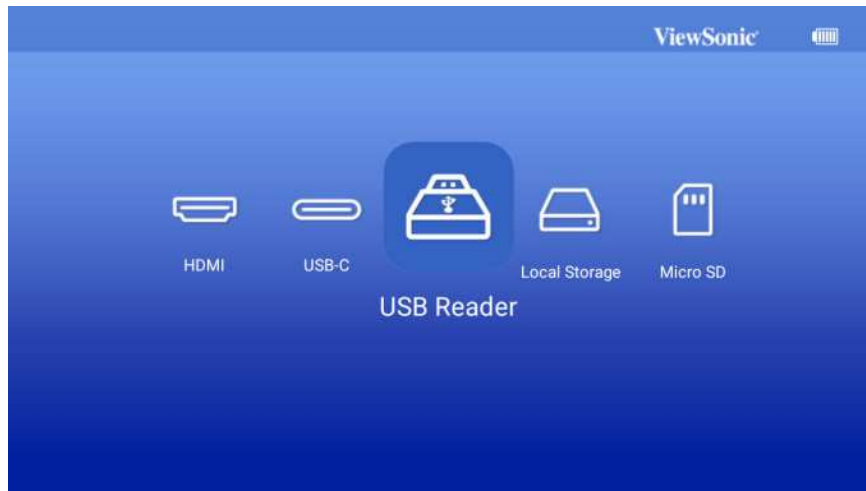 ViewSonic
HDMI
USB-C
USB Reader
Local Storage
Micro SD